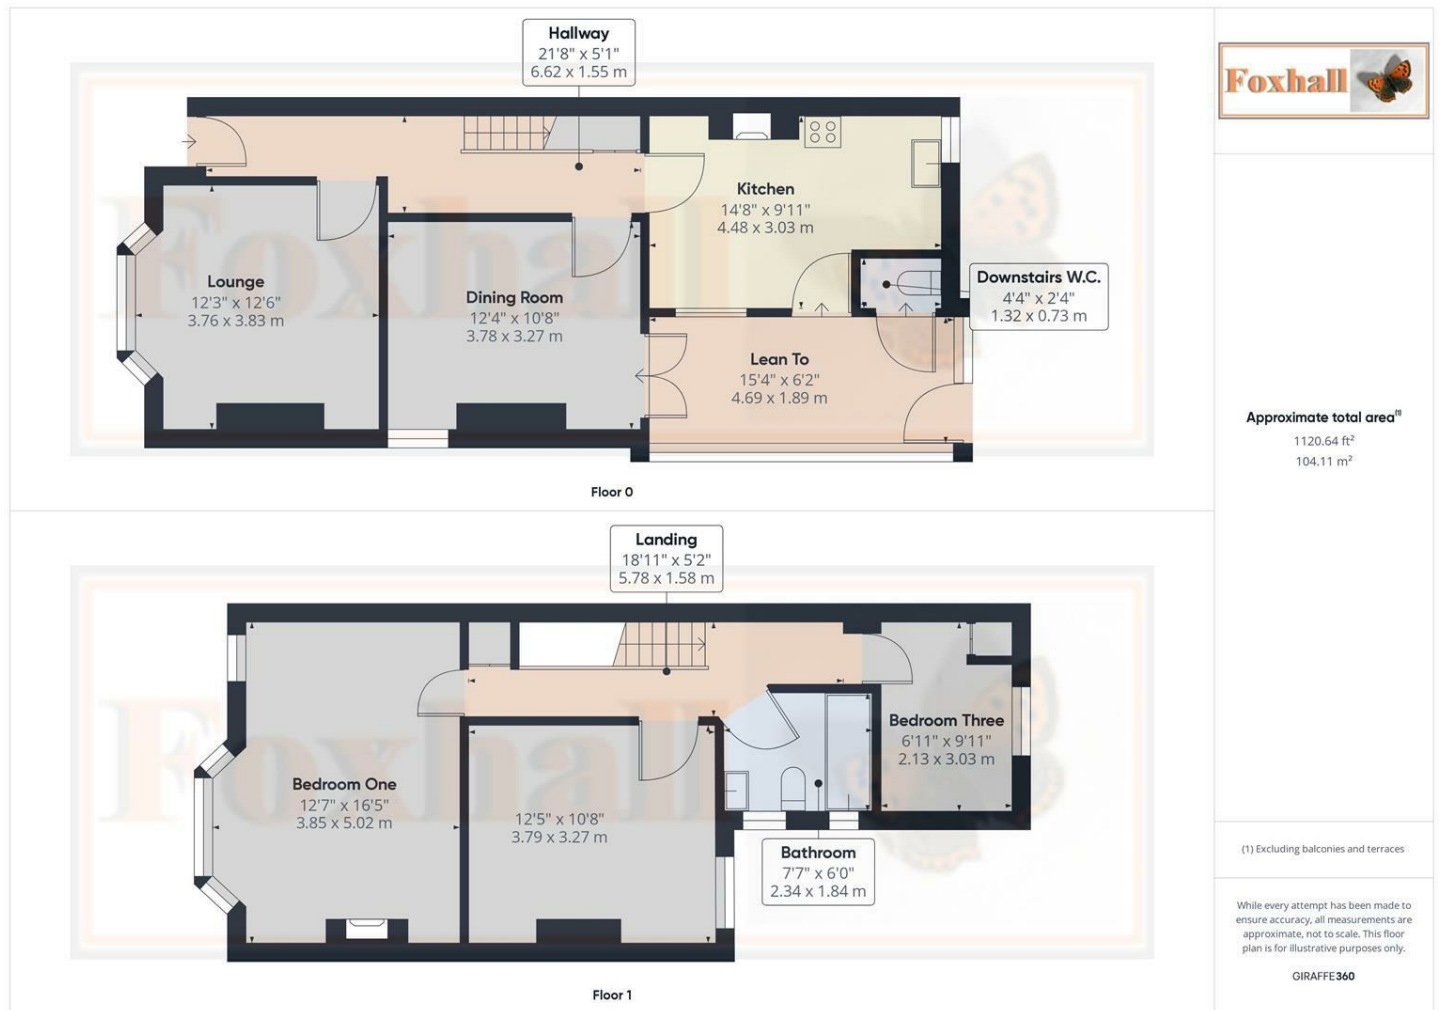 Hallway
21'8" x 5'1"
6.62 x 1.55 m
Foxhall
Kitchen
14'8" x 9'11"
4.48 x 3.03 m
Lounge
12'3" x 12'6"
3.76 x 3.83 m
Dining Room
12'4" x 10'8"
3.78 x 3.27 m
Downstairs W.C.
4'4" x 2'4"
1.32 x 0.73 m
Lean To
15'4" x 6'2"
4.69 x 1.89 m
Foxhall
Floor 0
Approximate total area(1)
1120.64 ft²
104.11 m²
Landing
18'11" x 5'2"
5.78 x 1.58 m
Bedroom Three
6'11" x 9'11"
2.13 x 3.03 m
Bedroom One
12'7" x 16'5"
3.85 x 5.02 m
12'5" x 10'8"
3.79 x 3.27 m
Bathroom
7'7" x 6'0"
2.34 x 1.84 m
Foxhall
Floor 1
(1) Excluding balconies and terraces
While every attempt has been made to
ensure accuracy, all measurements are
approximate, not to scale. This floor
plan is for illustrative purposes only.
GIRAFFE360